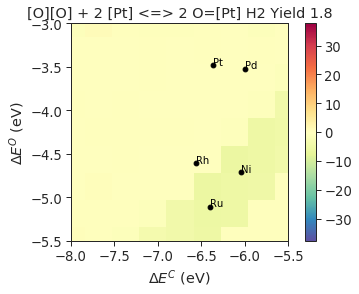 [O][O] + 2 [Pt] <=> 2 O=[Pt] H2 Yield 1.8
−3.0
−3.5
−4.0
−4.5
−5.0
−5.5
ΔE^O (eV)
Pt
Pd
Rh
Ni
Ru
−8.0 −7.5 −7.0 −6.5 −6.0 −5.5
ΔE^C (eV)
30
20
10
0
−10
−20
−30